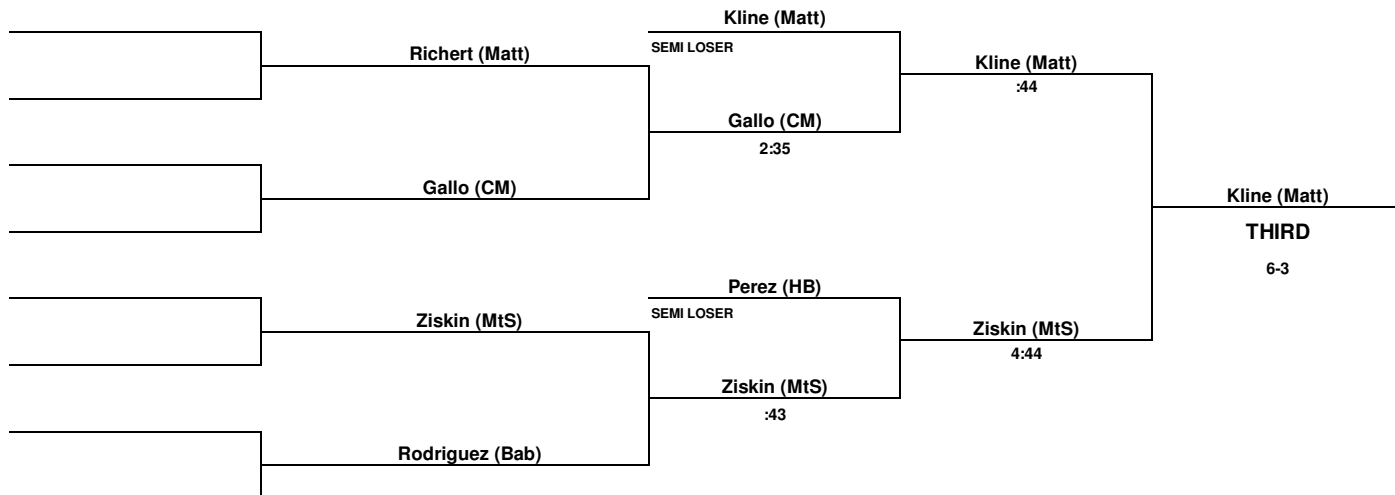 Kline (Matt)
SEMI LOSER
Richert (Matt)
Kline (Matt)
:44
Gallo (CM)
2:35
Gallo (CM)
Kline (Matt)
THIRD
6-3
Perez (HB)
SEMI LOSER
Ziskin (MtS)
Ziskin (MtS)
4:44
Ziskin (MtS)
:43
Rodriguez (Bab)